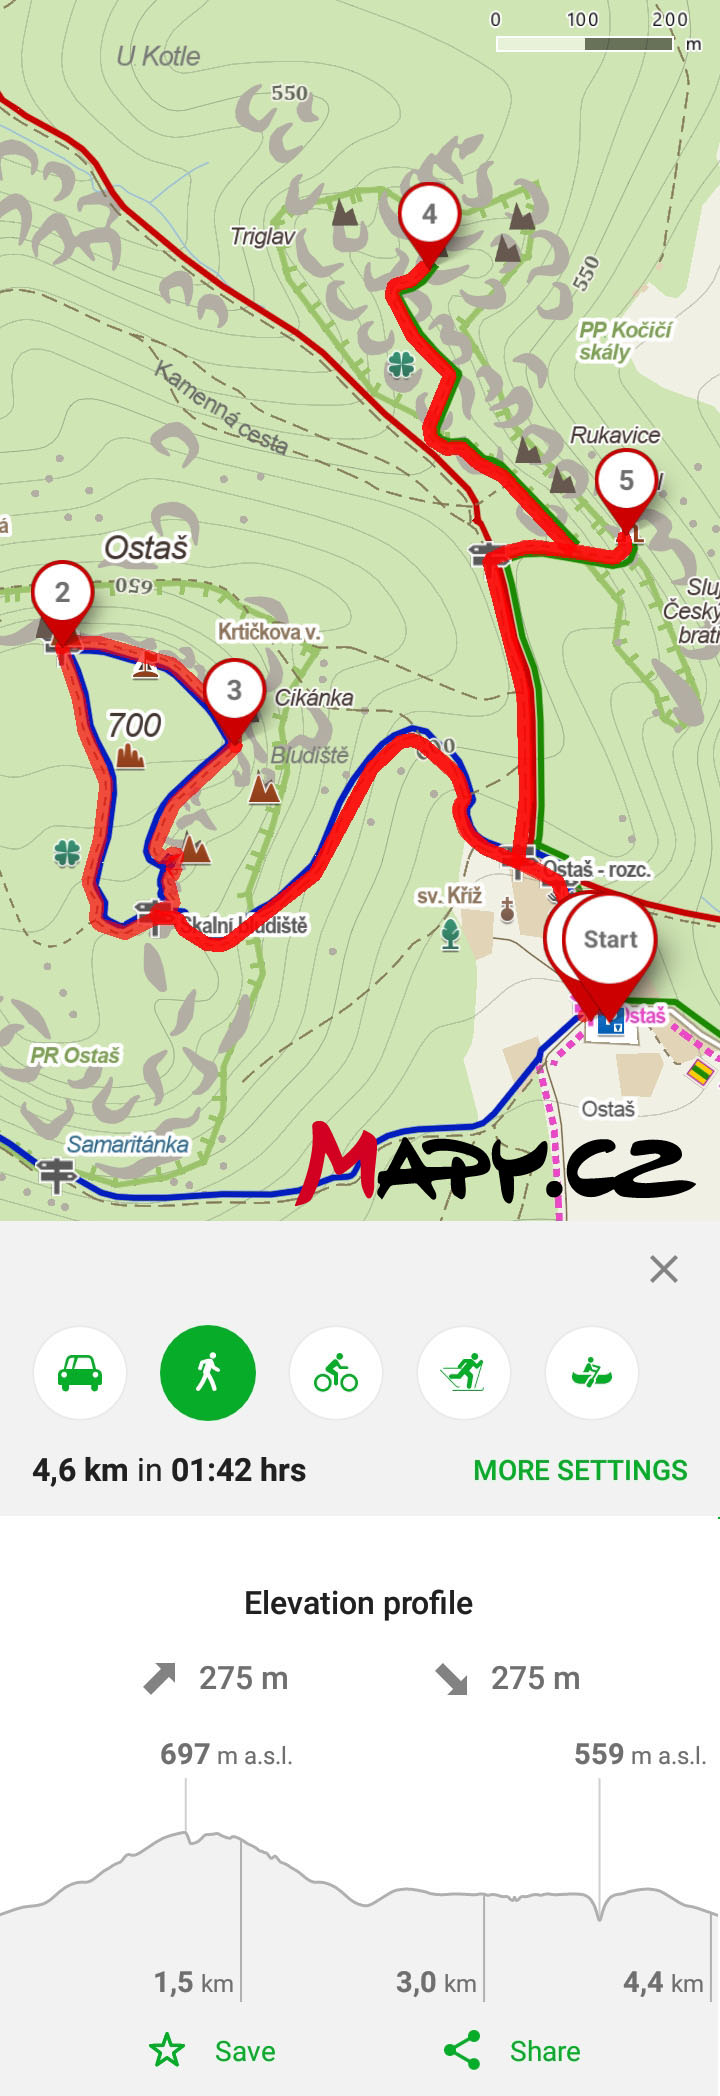 0 100 200
m
U Kotle
550
4
Triglav
550
PP Kočičí
skály
Kamenná cesta
Rukavice
5
á
Ostaš
650
2
Krtičkova v.
Český
3
Cikánka
700
Bludiště
Ostaš - rozc.
sv. Kříž
Skalní bludiště
Start
Ostaš
PR Ostaš
Ostaš
Samaritánka
MAPY.CZ
4,6 km in 01:42 hrs
MORE SETTINGS
Elevation profile
275 m 275 m
697 m a.s.l. 559 m a.s.l.
1,5 km 3,0 km 4,4 km
Save Share